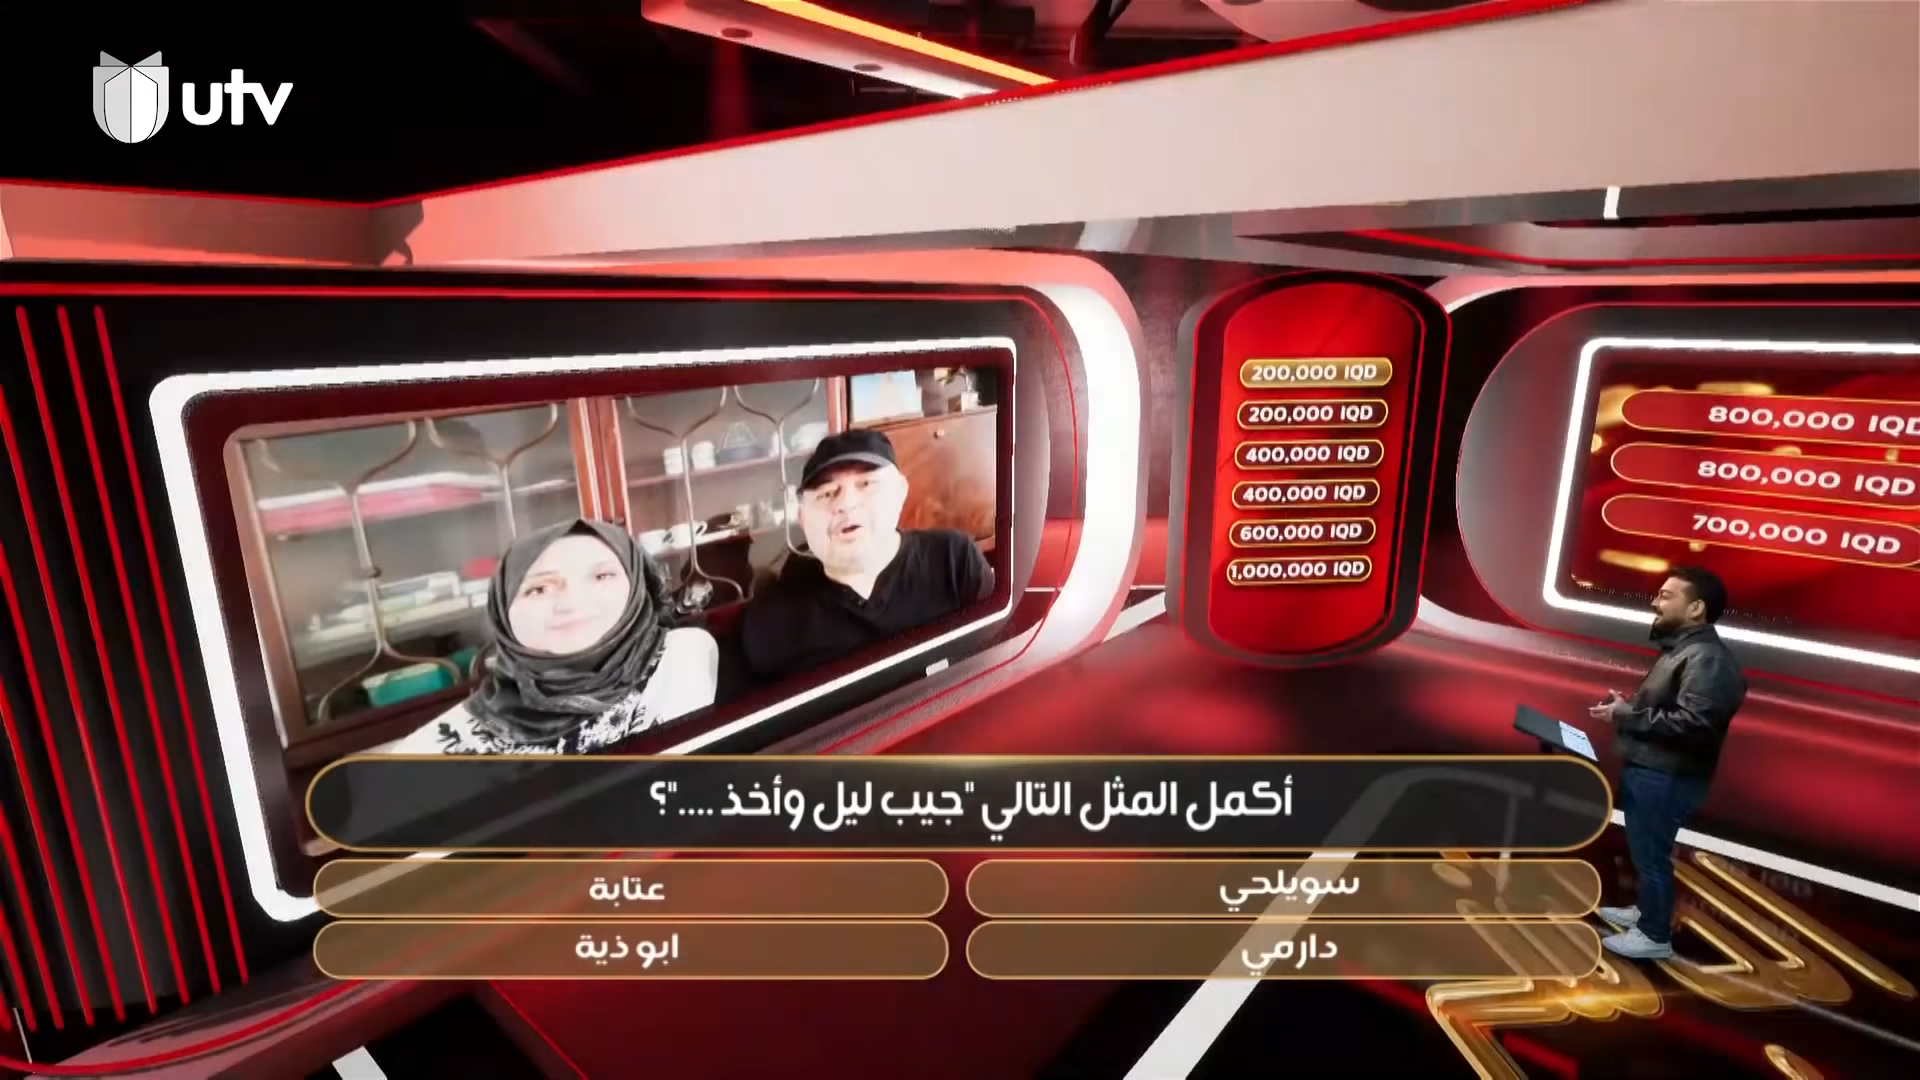 utv
200,000 IQD
200,000 IQD
400,000 IQD
400,000 IQD
600,000 IQD
1,000,000 IQD
800,000 IQD
800,000 IQD
700,000 IQD
أكمل المثل التالي "جيب ليل وأخذ ...."؟
سويلحي
عتابة
دارمي
ابو ذية